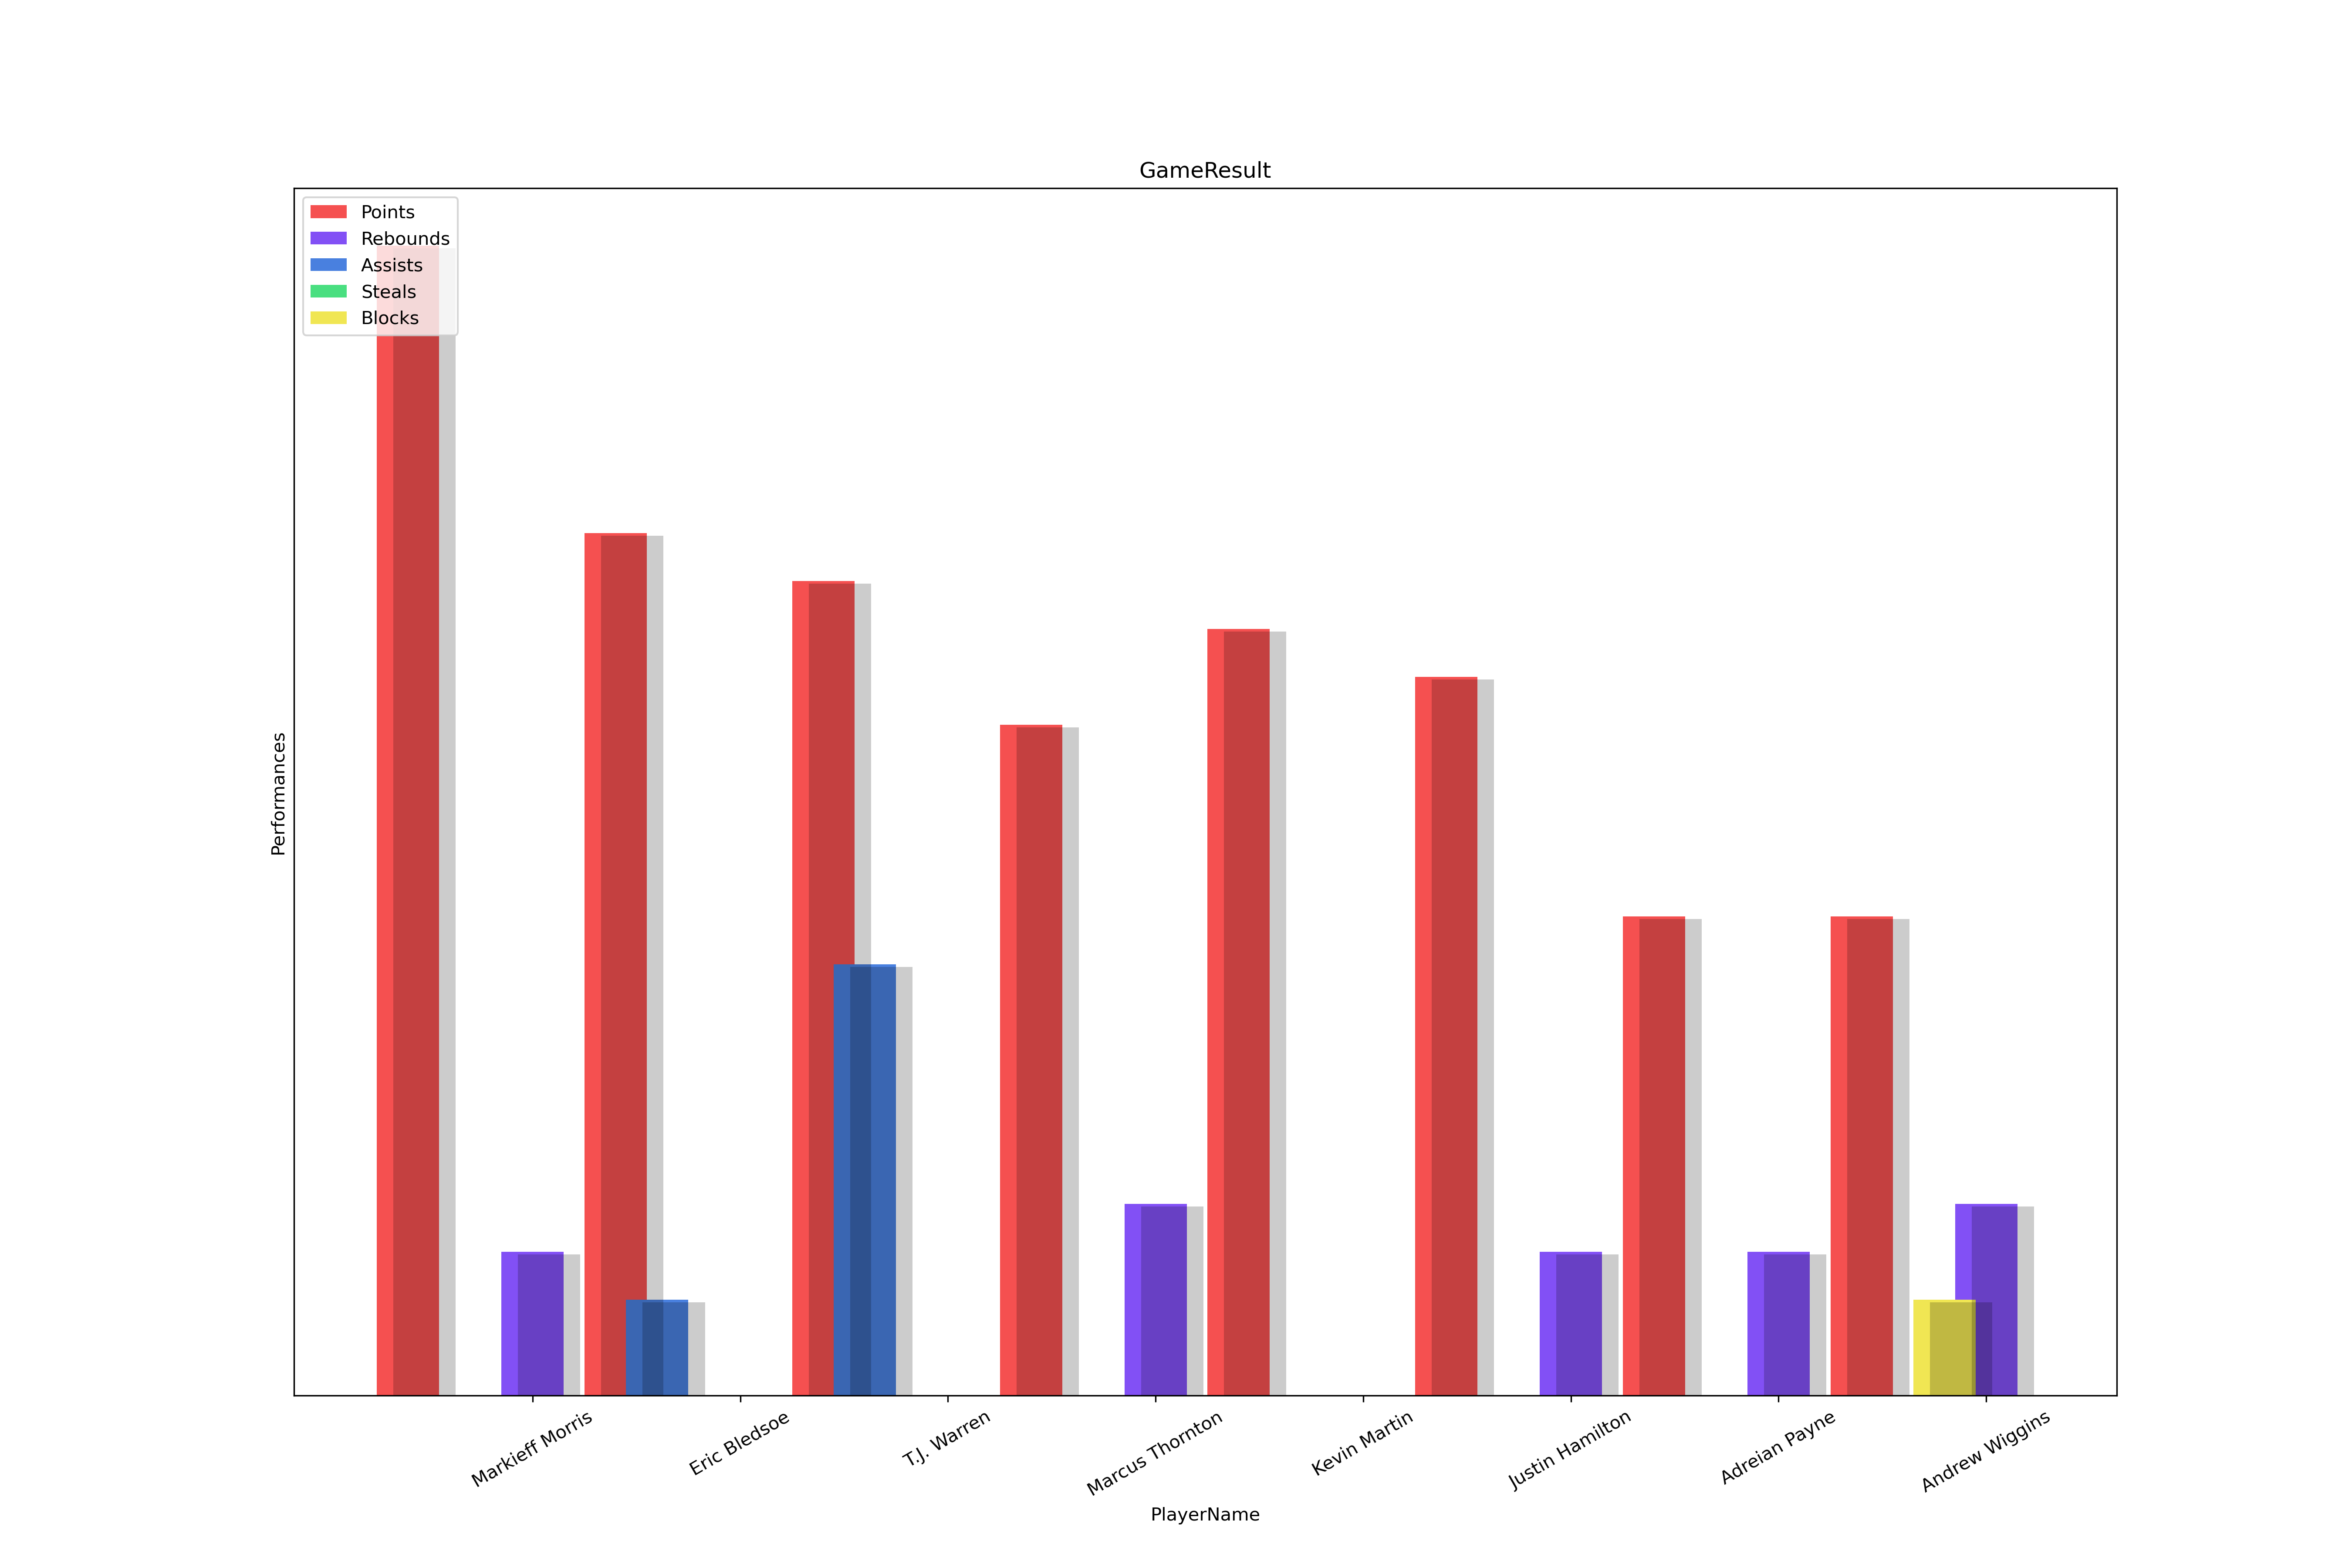 GameResult
Points
Rebounds
Assists
Steals
Blocks
Performances
Markieff Morris
Eric Bledsoe
T.J. Warren
Marcus Thornton
Kevin Martin
Justin Hamilton
Adreian Payne
Andrew Wiggins
PlayerName